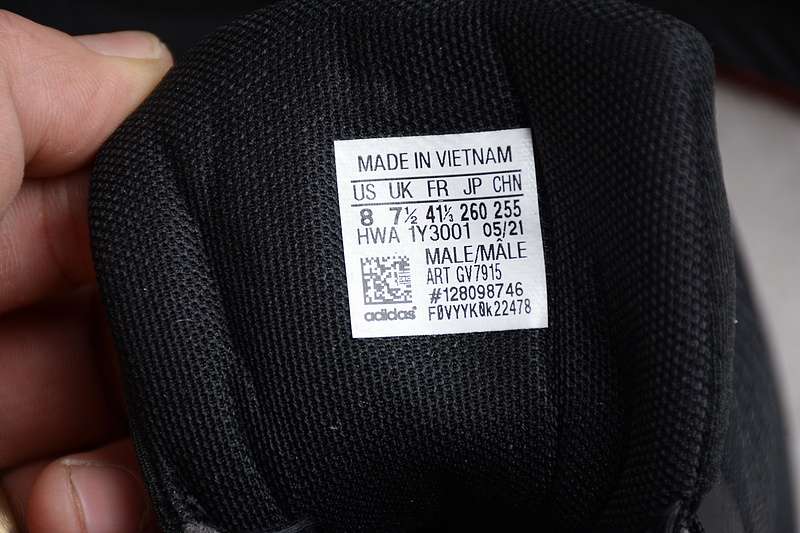 MADE IN VIETNAM
US UK FR JP CHN
8 7½ 41⅓ 260 255
HWA 1Y3001 05/21
MALE/MÂLE
ART GV7915
#128098746
F0VYYK0k22478
adidas